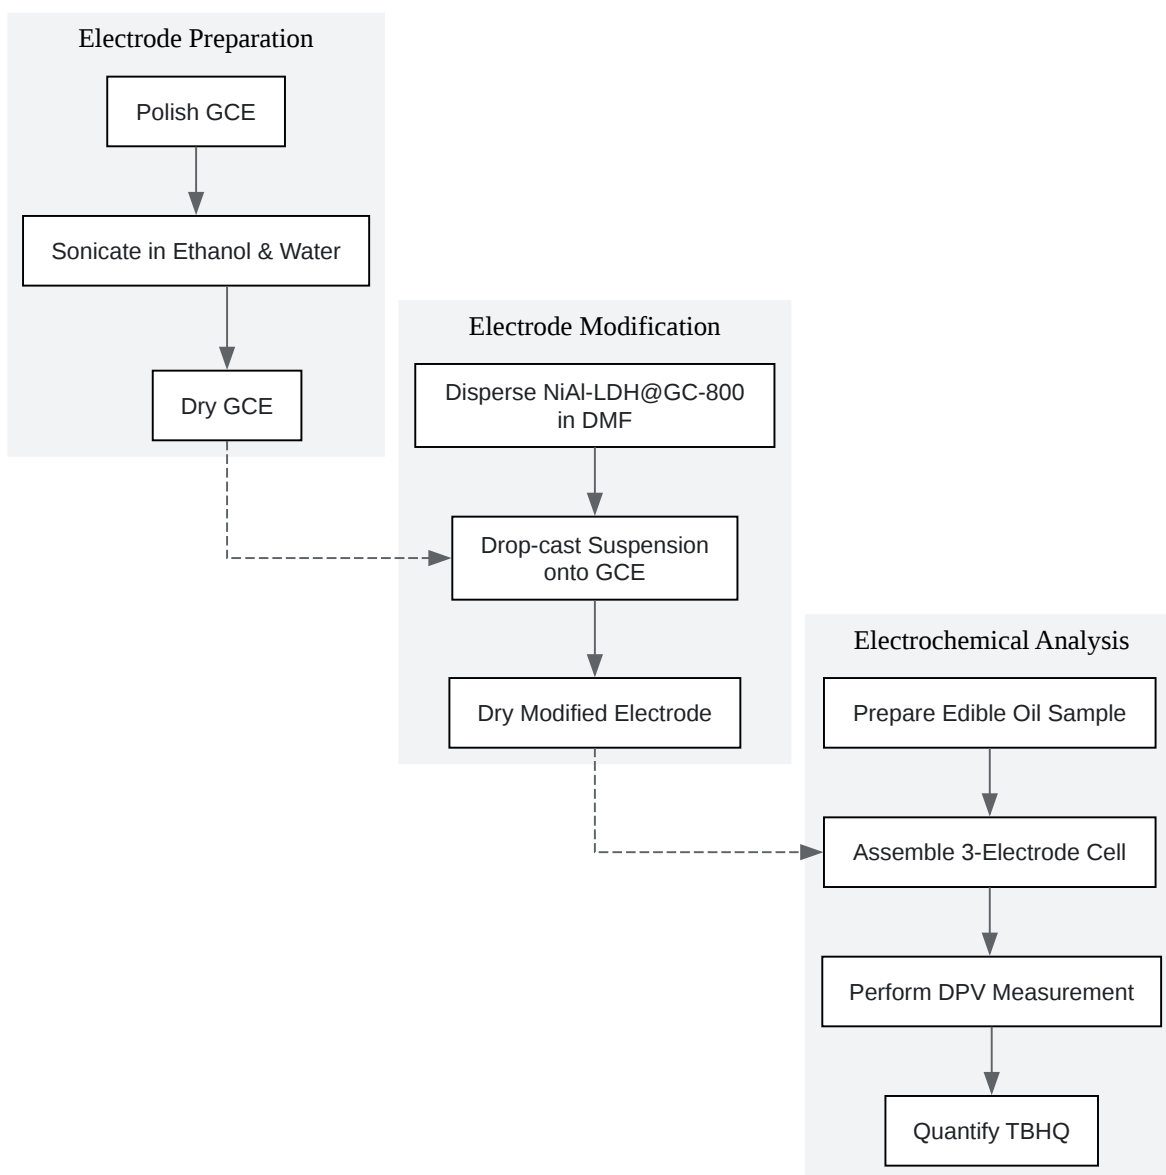 Electrode Preparation
Polish GCE
Sonicate in Ethanol & Water
Dry GCE
Electrode Modification
Disperse NiAl-LDH@GC-800
in DMF
Drop-cast Suspension
onto GCE
Dry Modified Electrode
Electrochemical Analysis
Prepare Edible Oil Sample
Assemble 3-Electrode Cell
Perform DPV Measurement
Quantify TBHQ